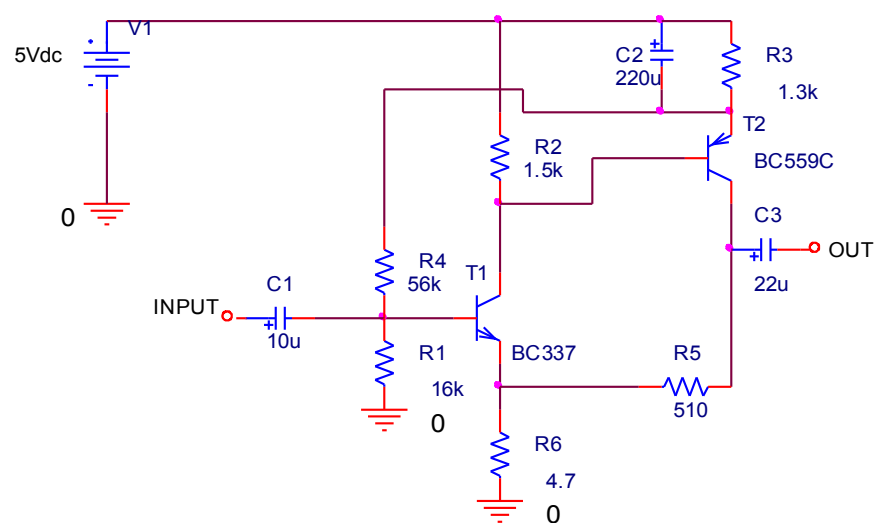 V1
5Vdc
0
C2
220u
R3
1.3k
T2
BC559C
R2
1.5k
C3
22u
OUT
R4
56k
T1
C1
10u
INPUT
BC337
R1
16k
0
R5
510
R6
4.7
0